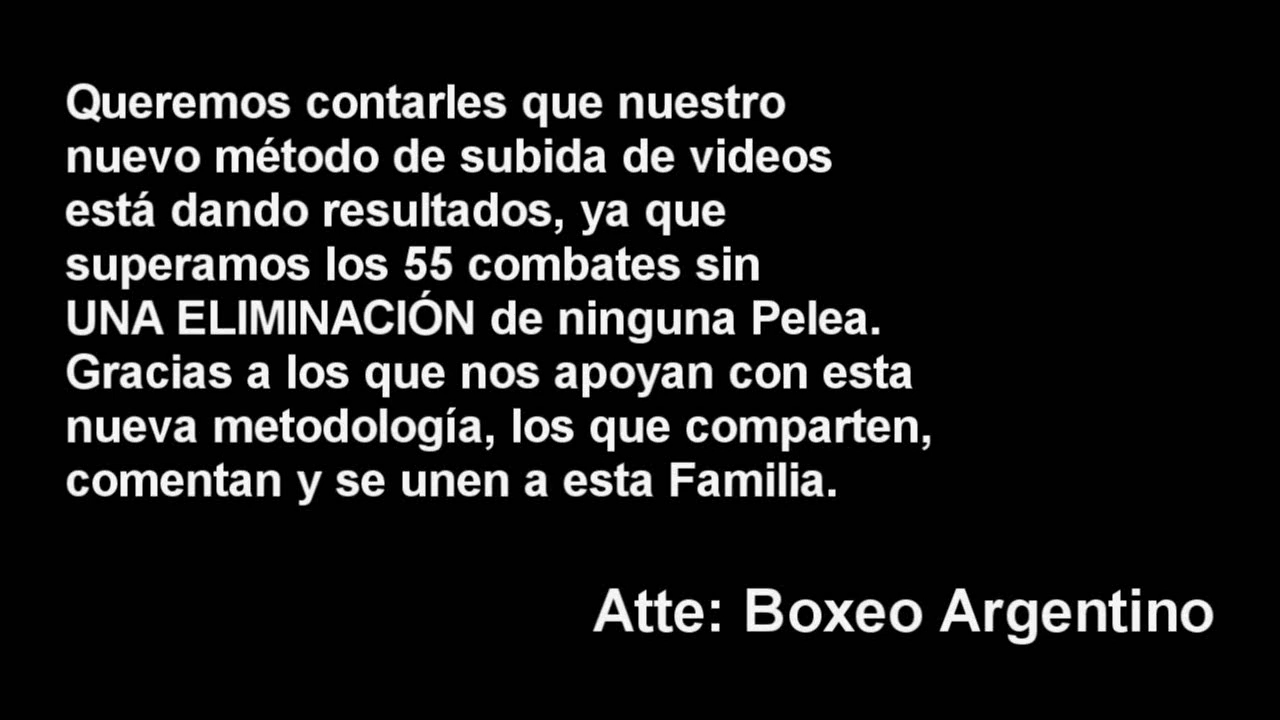 Queremos contarles que nuestro
nuevo método de subida de videos
está dando resultados, ya que
superamos los 55 combates sin
UNA ELIMINACIÓN de ninguna Pelea.
Gracias a los que nos apoyan con esta
nueva metodología, los que comparten,
comentan y se unen a esta Familia.
Atte: Boxeo Argentino